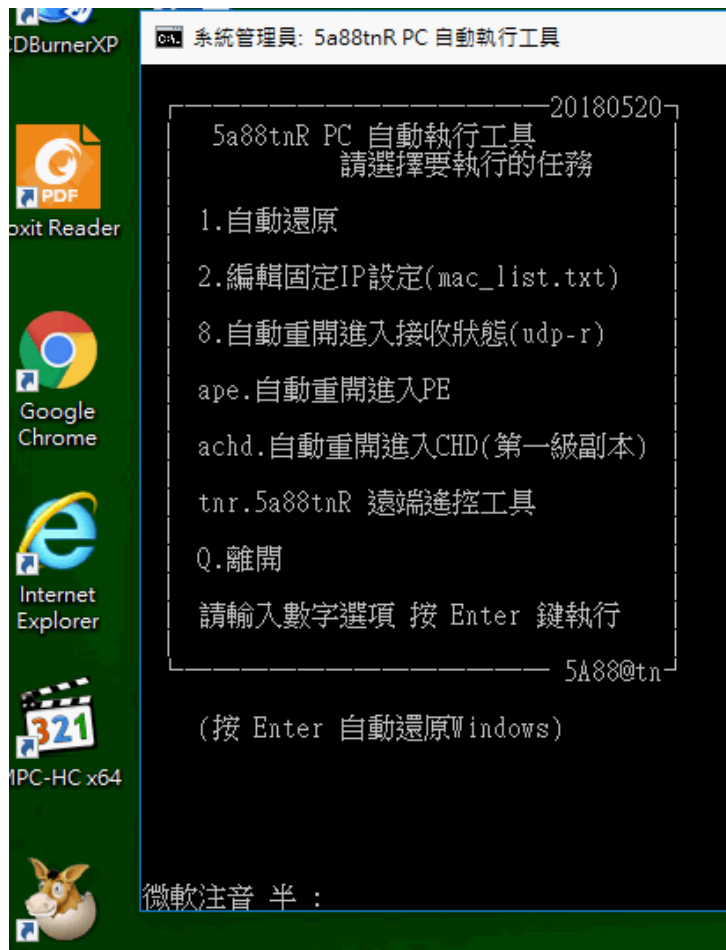 CDBurnerXP
系統管理員: 5a88tnR PC 自動執行工具
20180520
5a88tnR PC 自動執行工具
請選擇要執行的任務
1.自動還原
2.編輯固定IP設定(mac_list.txt)
8.自動重開進入接收狀態(udp-r)
ape.自動重開進入PE
achd.自動重開進入CHD(第一級副本)
tnr.5a88tnR 遠端遙控工具
Q.離開
請輸入數字選項 按 Enter 鍵執行
5A88@tn
(按 Enter 自動還原Windows)
微軟注音 半 :
PDF
oxit Reader
Google
Chrome
Internet
Explorer
321
MPC-HC x64